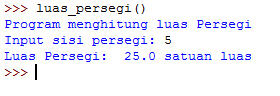 >>> luas_persegi()
Program menghitung luas Persegi
Input sisi persegi: 5
Luas Persegi:  25.0 satuan luas
>>>